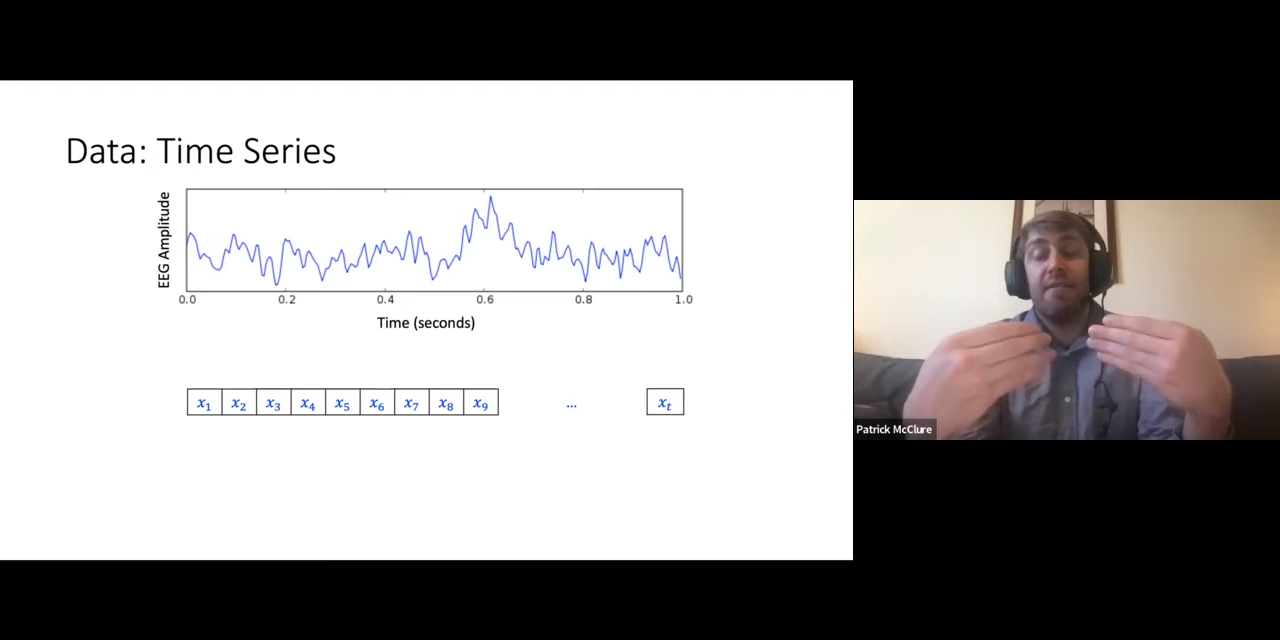 Data: Time Series
EEG Amplitude
0.0 0.2 0.4 0.6 0.8 1.0
Time (seconds)
x₁ x₂ x₃ x₄ x₅ x₆ x₇ x₈ x₉ ... xₜ
Patrick McClure